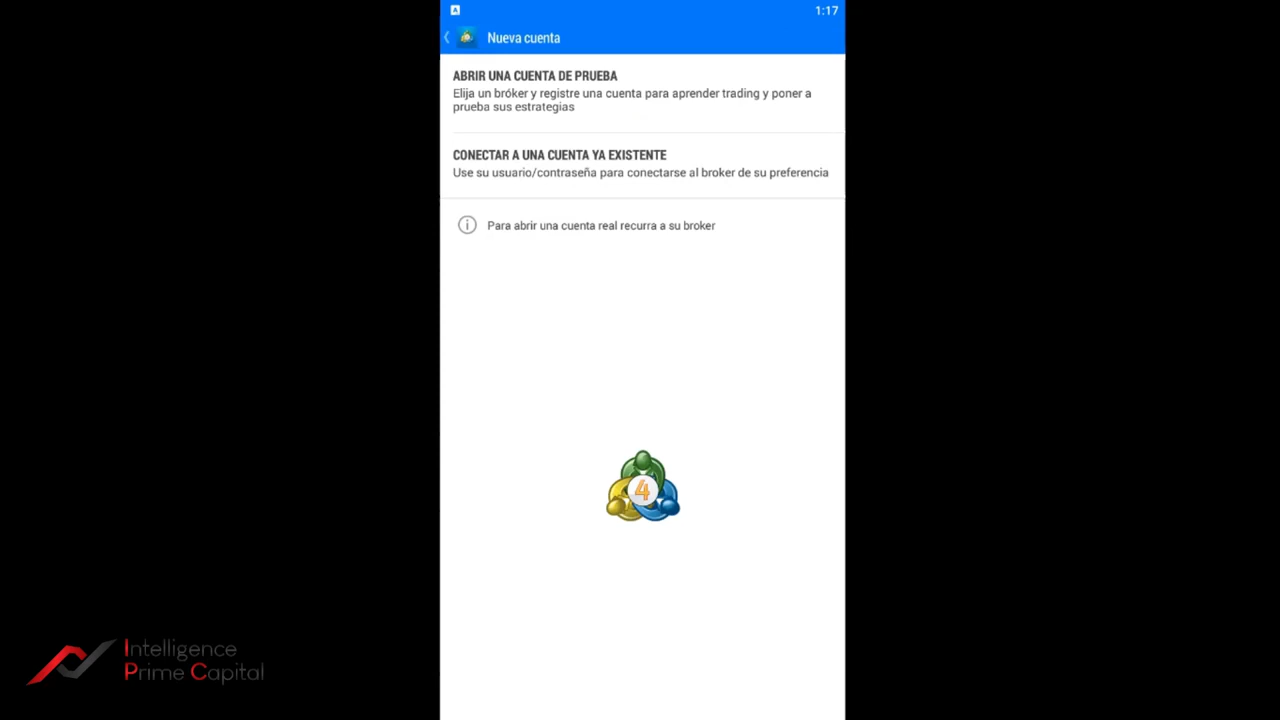 1:17
Nueva cuenta
ABRIR UNA CUENTA DE PRUEBA
Elija un bróker y registre una cuenta para aprender trading y poner a
prueba sus estrategias
CONECTAR A UNA CUENTA YA EXISTENTE
Use su usuario/contraseña para conectarse al broker de su preferencia
Para abrir una cuenta real recurra a su broker
4
Intelligence
Prime Capital